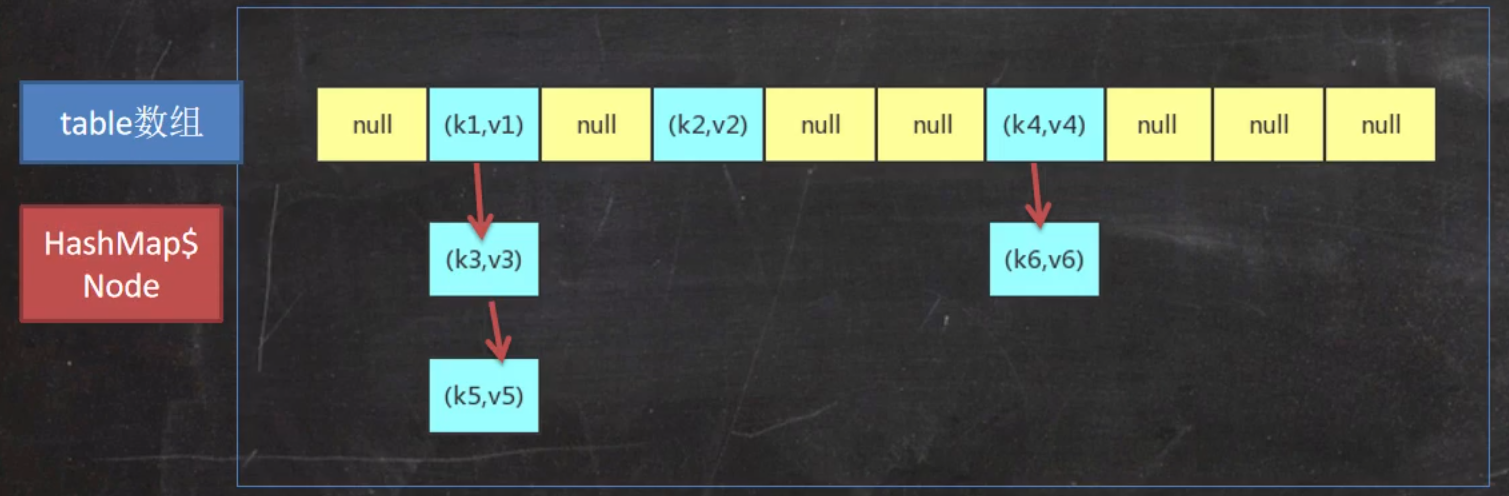 table数组
null
(k1,v1)
null
(k2,v2)
null
null
(k4,v4)
null
null
null
HashMap$
Node
(k3,v3)
(k6,v6)
(k5,v5)